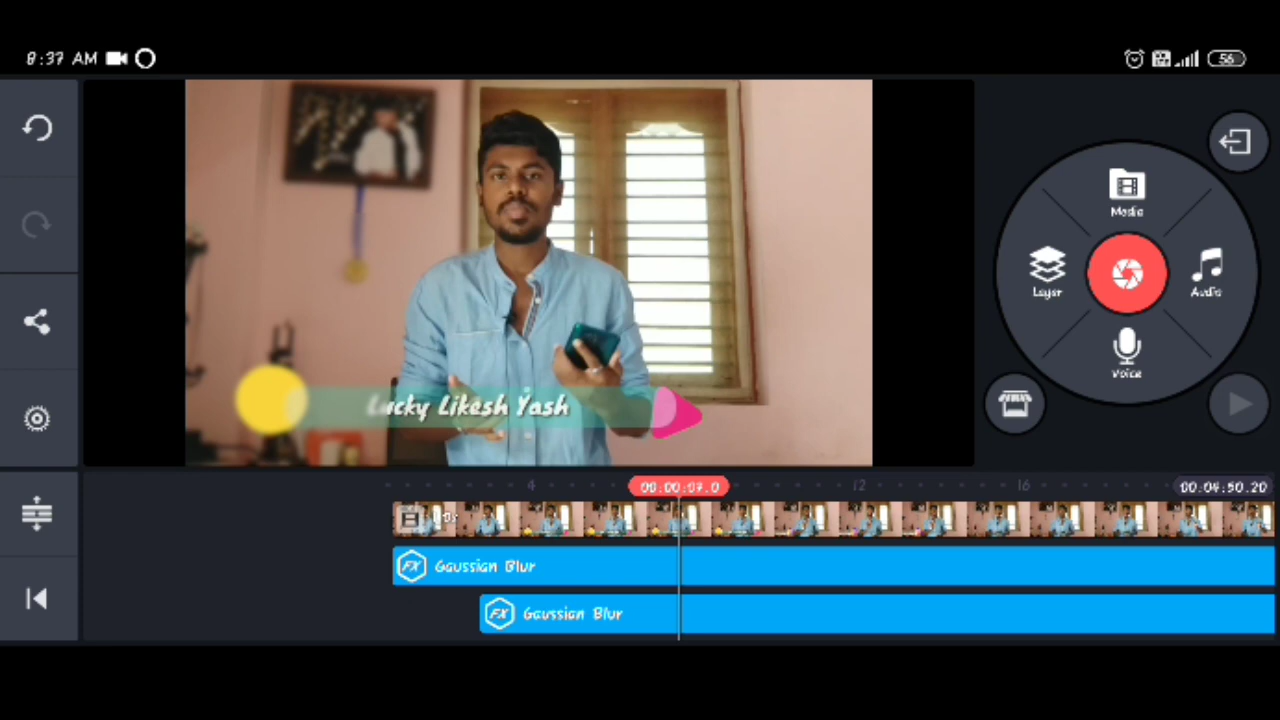 8:37 AM
56
Media
Layer
Audio
Voice
Lucky Likesh Yash
4
00:00:07.0
12
16
00:04:50.20
Gaussian Blur
Gaussian Blur